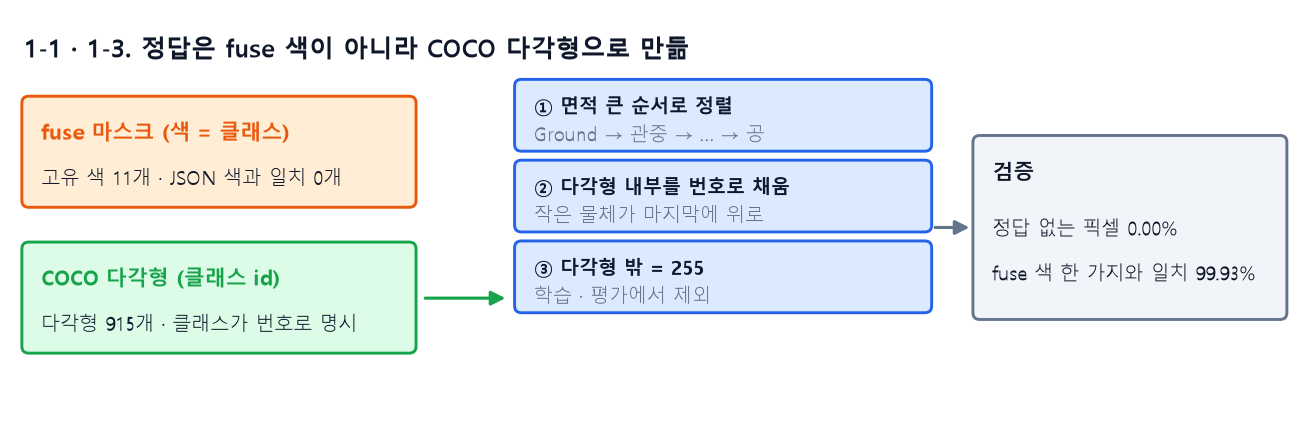 1-1 · 1-3. 정답은 fuse 색이 아니라 COCO 다각형으로 만듦
fuse 마스크 (색 = 클래스)
고유 색 11개 · JSON 색과 일치 0개
COCO 다각형 (클래스 id)
다각형 915개 · 클래스가 번호로 명시
① 면적 큰 순서로 정렬
Ground → 관중 → ... → 공
② 다각형 내부를 번호로 채움
작은 물체가 마지막에 위로
③ 다각형 밖 = 255
학습 · 평가에서 제외
검증
정답 없는 픽셀 0.00%
fuse 색 한 가지와 일치 99.93%